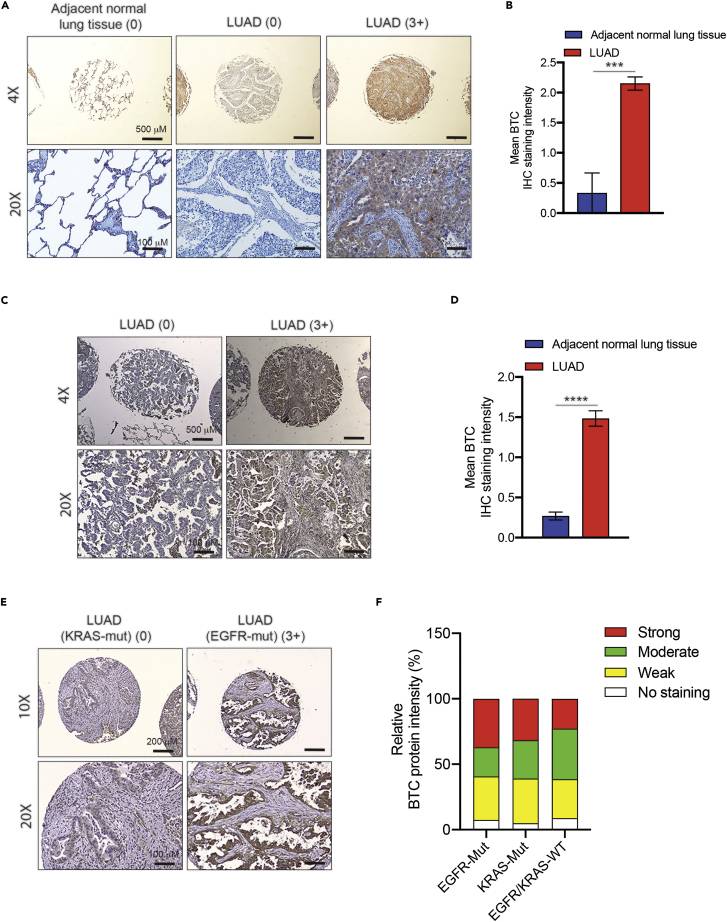 A
Adjacent normal
lung tissue (0)
LUAD (0)
LUAD (3+)
4X
500 µM
20X
100 µM
B
Adjacent normal lung tissue
LUAD
***
Mean BTC
IHC staining intensity
2.5
2.0
1.5
1.0
0.5
0.0
C
LUAD (0)
LUAD (3+)
4X
500 µM
20X
100 µM
D
Adjacent normal lung tissue
LUAD
****
Mean BTC
IHC staining intensity
2.0
1.5
1.0
0.5
0.0
E
LUAD
(KRAS-mut) (0)
LUAD
(EGFR-mut) (3+)
10X
200 µM
20X
100 µM
F
Strong
Moderate
Weak
No staining
Relative
BTC protein intensity (%)
150
100
50
0
EGFR-Mut
KRAS-Mut
EGFR/KRAS-WT